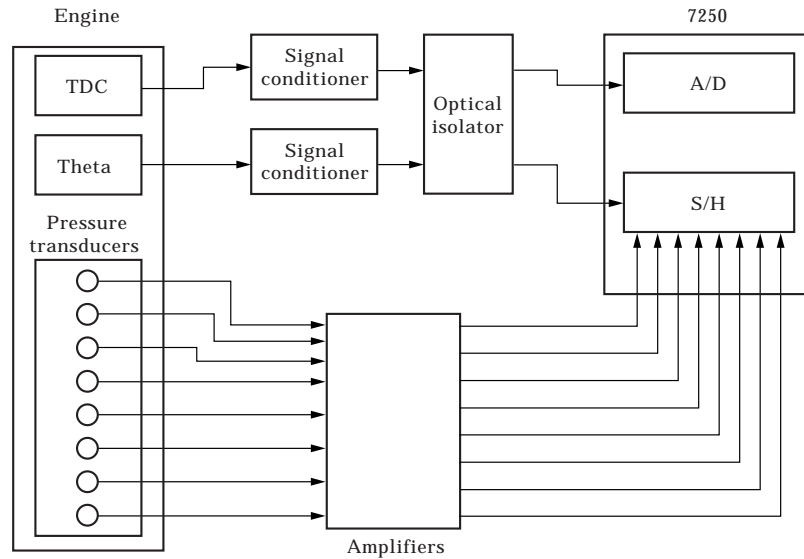 Engine
7250
TDC
Signal
conditioner
Optical
isolator
A/D
Theta
Signal
conditioner
S/H
Pressure
transducers
Amplifiers